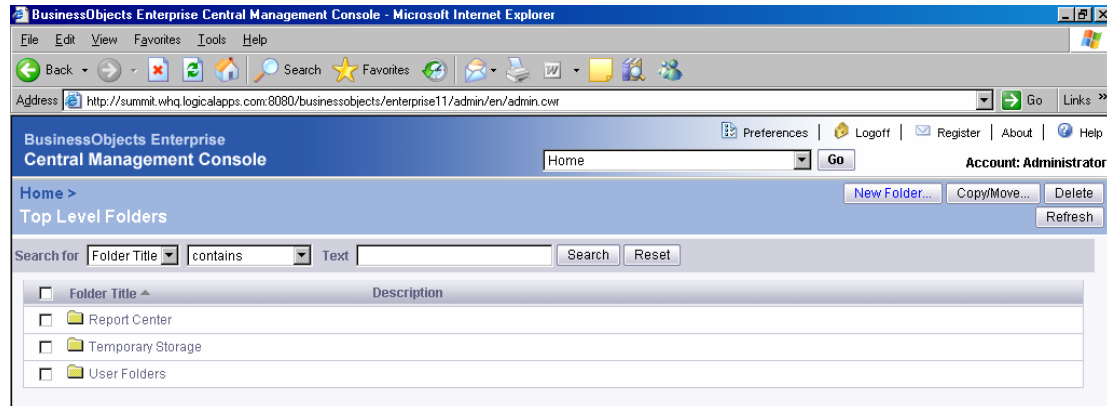 BusinessObjects Enterprise Central Management Console - Microsoft Internet Explorer
File Edit View Favorites Tools Help
Back Search Favorites
Address http://summit.whq.logicalapps.com:8080/businessobjects/enterprise11/admin/en/admin.cwr Go Links »
BusinessObjects Enterprise
Preferences | Logoff | Register | About | Help
Central Management Console
Home Go Account: Administrator
Home > New Folder... Copy/Move... Delete
Top Level Folders Refresh
Search for Folder Title contains Text Search Reset
Folder Title Description
Report Center
Temporary Storage
User Folders